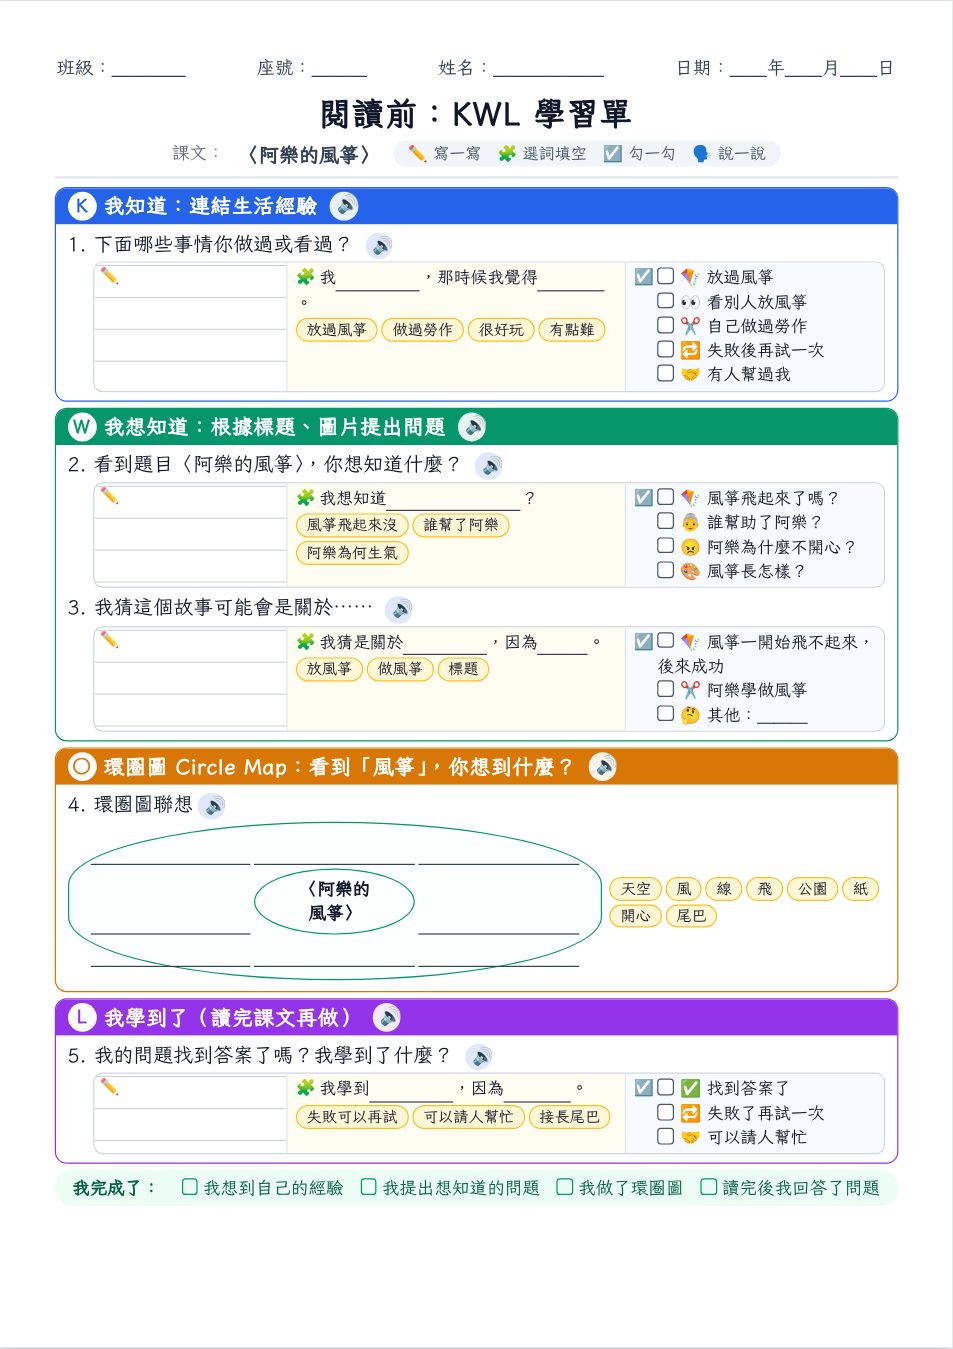 班級：________ 座號：______ 姓名：____________ 日期：____年____月____日
閱讀前：KWL 學習單
課文： 〈阿樂的風箏〉 ✏️ 寫一寫 🧩 選詞填空 ☑️ 勾一勾 🗣️ 說一說
K 我知道：連結生活經驗 🔊
1. 下面哪些事情你做過或看過？ 🔊
✏️
🧩 我__________，那時候我覺得________
。
放過風箏 做過勞作 很好玩 有點難
☑️ ☐ 🪁 放過風箏
☐ 👀 看別人放風箏
☐ ✂️ 自己做過勞作
☐ 🔁 失敗後再試一次
☐ 🤝 有人幫過我
W 我想知道：根據標題、圖片提出問題 🔊
2. 看到題目〈阿樂的風箏〉，你想知道什麼？ 🔊
✏️
🧩 我想知道________________？
風箏飛起來沒 誰幫了阿樂
阿樂為何生氣
☑️ ☐ 🪁 風箏飛起來了嗎？
☐ 👵 誰幫助了阿樂？
☐ 😠 阿樂為什麼不開心？
☐ 🎨 風箏長怎樣？
3. 我猜這個故事可能會是關於…… 🔊
✏️
🧩 我猜是關於__________，因為______。
放風箏 做風箏 標題
☑️ ☐ 🪁 風箏一開始飛不起來，
後來成功
☐ ✂️ 阿樂學做風箏
☐ 🤔 其他：______
◯ 環圈圖 Circle Map：看到「風箏」，你想到什麼？ 🔊
4. 環圈圖聯想 🔊
〈阿樂的
風箏〉
天空 風 線 飛 公園 紙
開心 尾巴
L 我學到了（讀完課文再做） 🔊
5. 我的問題找到答案了嗎？我學到了什麼？ 🔊
✏️
🧩 我學到__________，因為________。
失敗可以再試 可以請人幫忙 接長尾巴
☑️ ☐ ✅ 找到答案了
☐ 🔁 失敗了再試一次
☐ 🤝 可以請人幫忙
我完成了： ☐ 我想到自己的經驗 ☐ 我提出想知道的問題 ☐ 我做了環圈圖 ☐ 讀完後我回答了問題